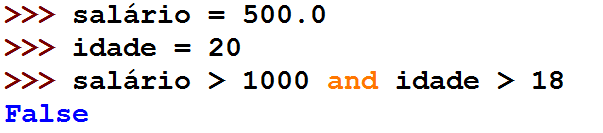 >>> salário = 500.0
>>> idade = 20
>>> salário > 1000 and idade > 18
False